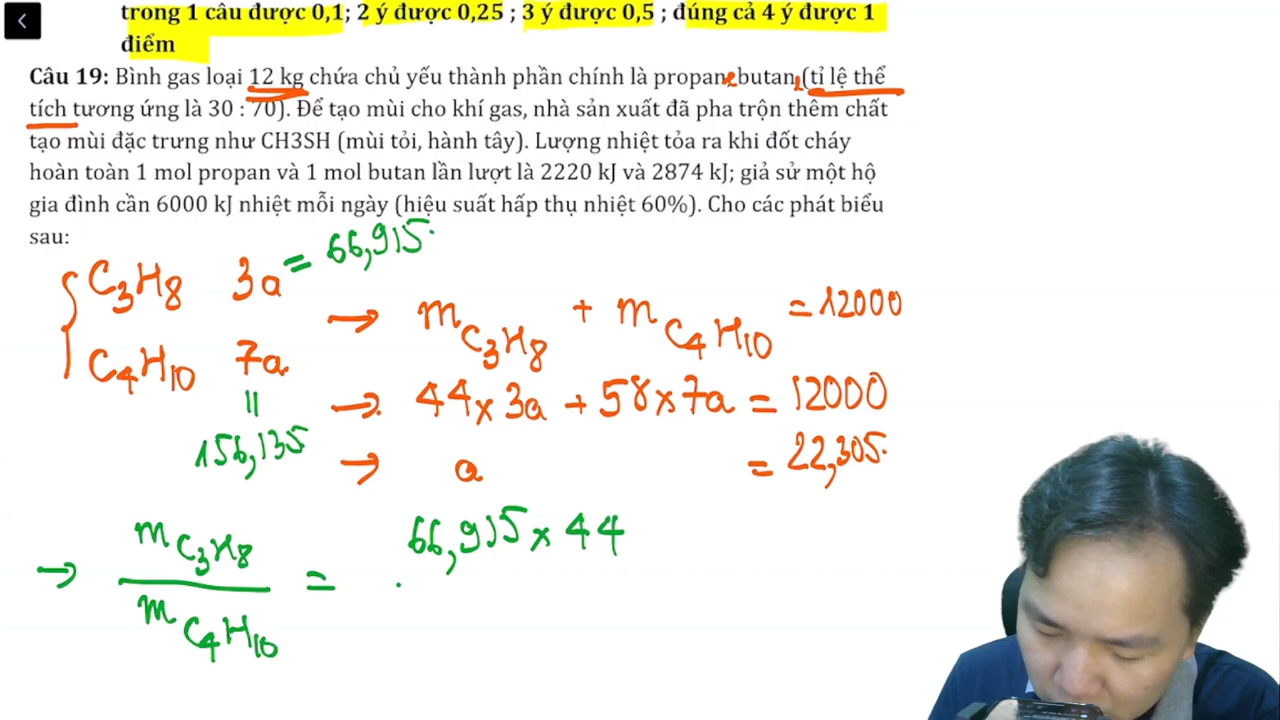 trong 1 câu được 0,1; 2 ý được 0,25 ; 3 ý được 0,5 ; đúng cả 4 ý được 1
điểm
Câu 19: Bình gas loại 12 kg chứa chủ yếu thành phần chính là propan butan (tỉ lệ thể
tích tương ứng là 30 : 70). Để tạo mùi cho khí gas, nhà sản xuất đã pha trộn thêm chất
tạo mùi đặc trưng như CH3SH (mùi tỏi, hành tây). Lượng nhiệt tỏa ra khi đốt cháy
hoàn toàn 1 mol propan và 1 mol butan lần lượt là 2220 kJ và 2874 kJ; giả sử một hộ
gia đình cần 6000 kJ nhiệt mỗi ngày (hiệu suất hấp thụ nhiệt 60%). Cho các phát biểu
sau:
C3H8 3a = 66,915
→ mC3H8 + mC4H10 = 12000
C4H10 7a
= 156,135
→ 44 x 3a + 58 x 7a = 12000
→ a = 22,305
→ mC3H8 / mC4H10 = 66,915 x 44